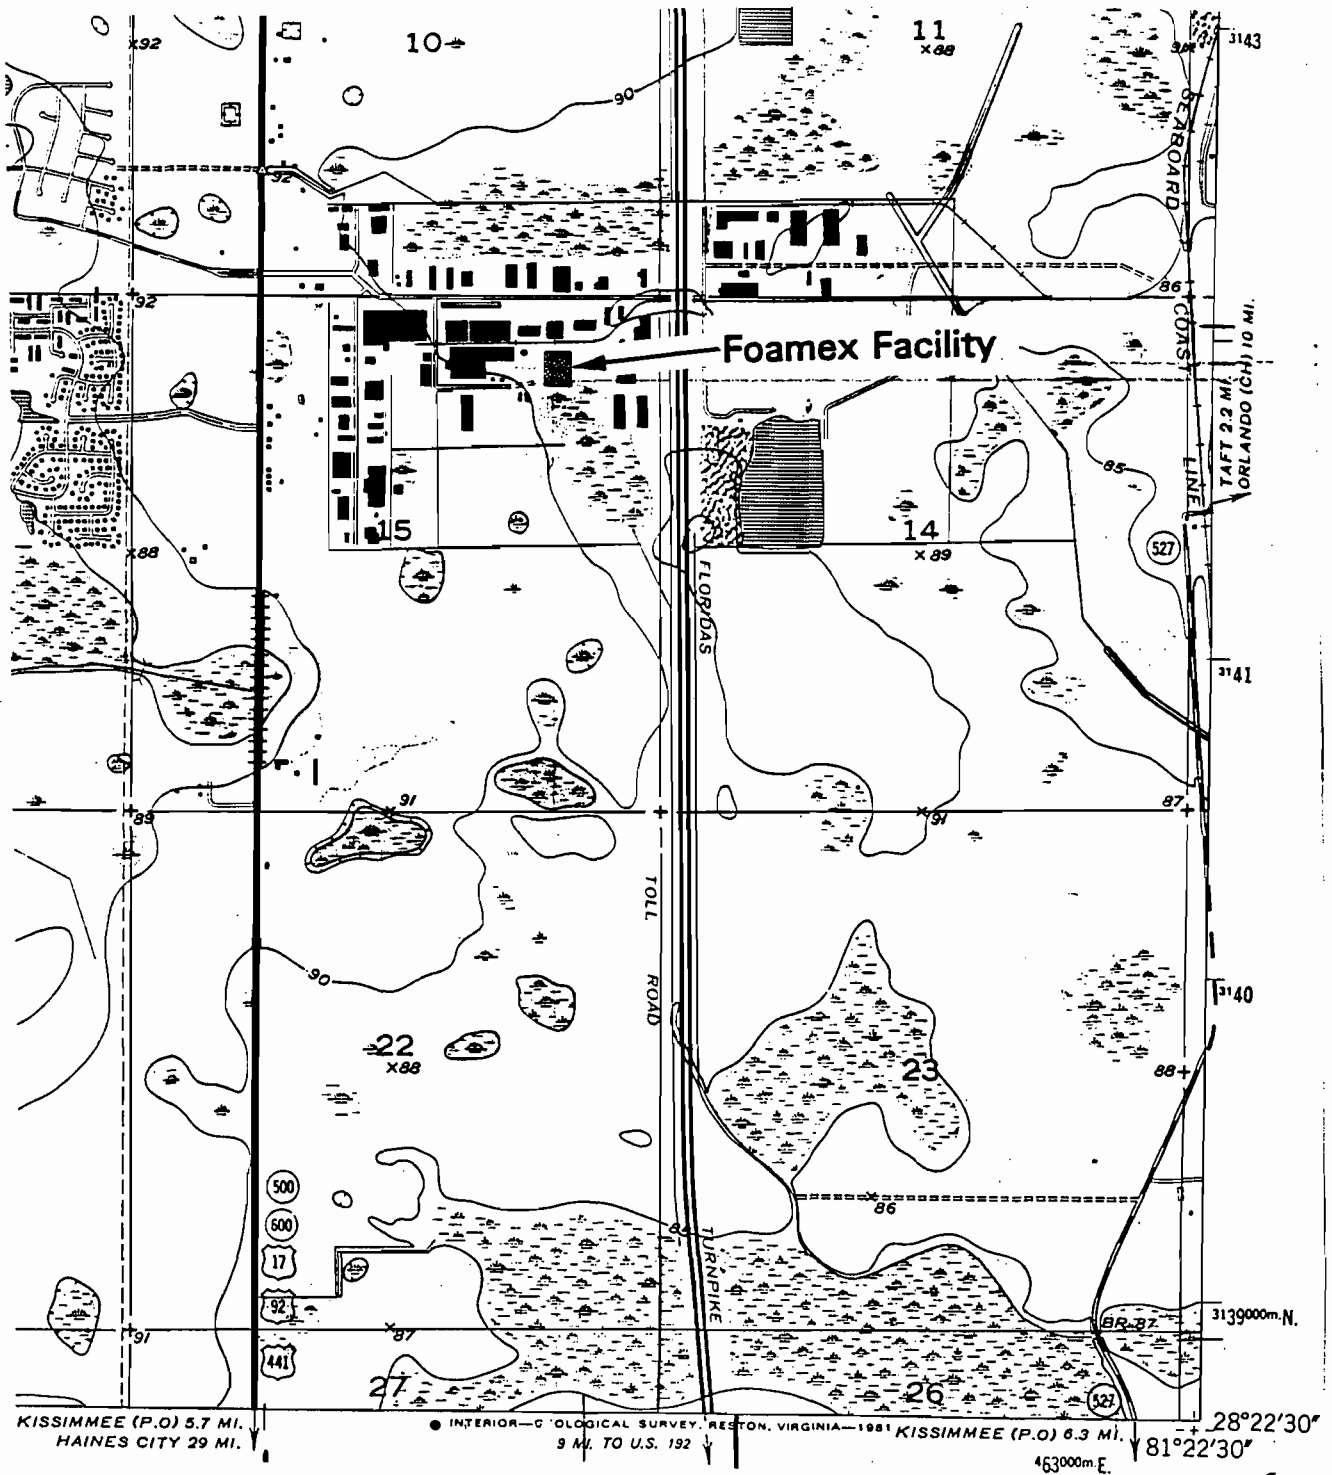 10
11
×92
×88
94
3143
90
92
SEABOARD
COAST
LINE
92
86
Foamex Facility
TAFT 2.2 MI.
ORLANDO (CH) 10 MI.
85
15
14
×88
×89
527
FLORIDAS
3141
91
89
91
87
TOLL
ROAD
90
3140
22
×88
23
88
500
86
600
84
TURNPIKE
17
92
3139000m.N.
91
87
BR 87
441
27
26
527
KISSIMMEE (P.O) 5.7 MI.
HAINES CITY 29 MI.
INTERIOR—G OLOGICAL SURVEY, RESTON, VIRGINIA—1981
9 MI. TO U.S. 192
KISSIMMEE (P.O) 6.3 MI.
28°22'30"
81°22'30"
463000m.E.